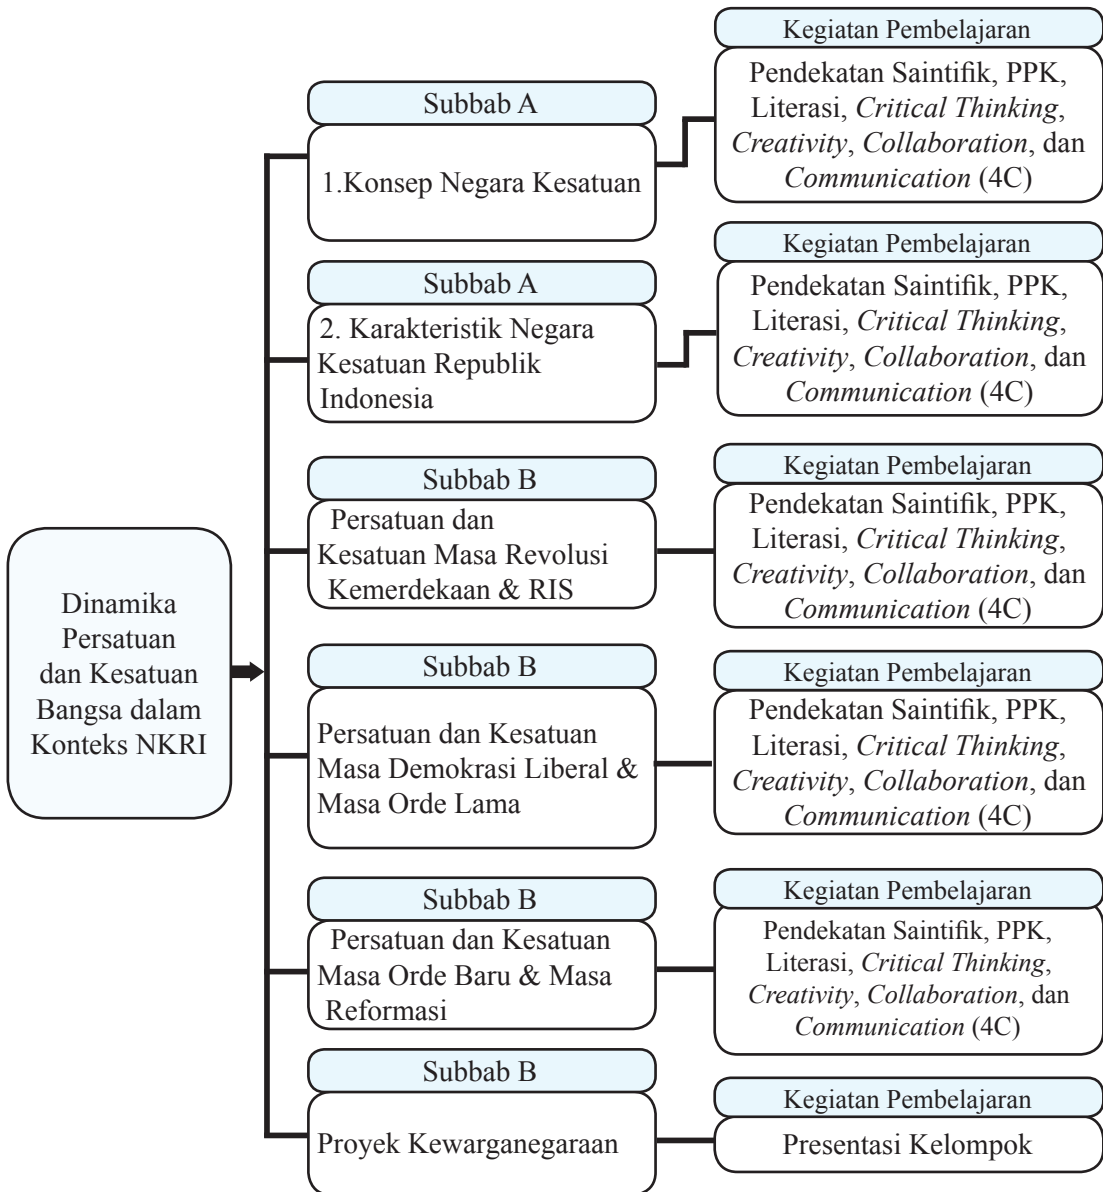 Dinamika
Persatuan
dan Kesatuan
Bangsa dalam
Konteks NKRI
Subbab A
1.Konsep Negara Kesatuan
Kegiatan Pembelajaran
Pendekatan Saintifik, PPK,
Literasi, Critical Thinking,
Creativity, Collaboration, dan
Communication (4C)
Subbab A
2. Karakteristik Negara
Kesatuan Republik
Indonesia
Kegiatan Pembelajaran
Pendekatan Saintifik, PPK,
Literasi, Critical Thinking,
Creativity, Collaboration, dan
Communication (4C)
Subbab B
Persatuan dan
Kesatuan Masa Revolusi
Kemerdekaan & RIS
Kegiatan Pembelajaran
Pendekatan Saintifik, PPK,
Literasi, Critical Thinking,
Creativity, Collaboration, dan
Communication (4C)
Subbab B
Persatuan dan Kesatuan
Masa Demokrasi Liberal &
Masa Orde Lama
Kegiatan Pembelajaran
Pendekatan Saintifik, PPK,
Literasi, Critical Thinking,
Creativity, Collaboration, dan
Communication (4C)
Subbab B
Persatuan dan Kesatuan
Masa Orde Baru & Masa
Reformasi
Kegiatan Pembelajaran
Pendekatan Saintifik, PPK,
Literasi, Critical Thinking,
Creativity, Collaboration, dan
Communication (4C)
Subbab B
Proyek Kewarganegaraan
Kegiatan Pembelajaran
Presentasi Kelompok